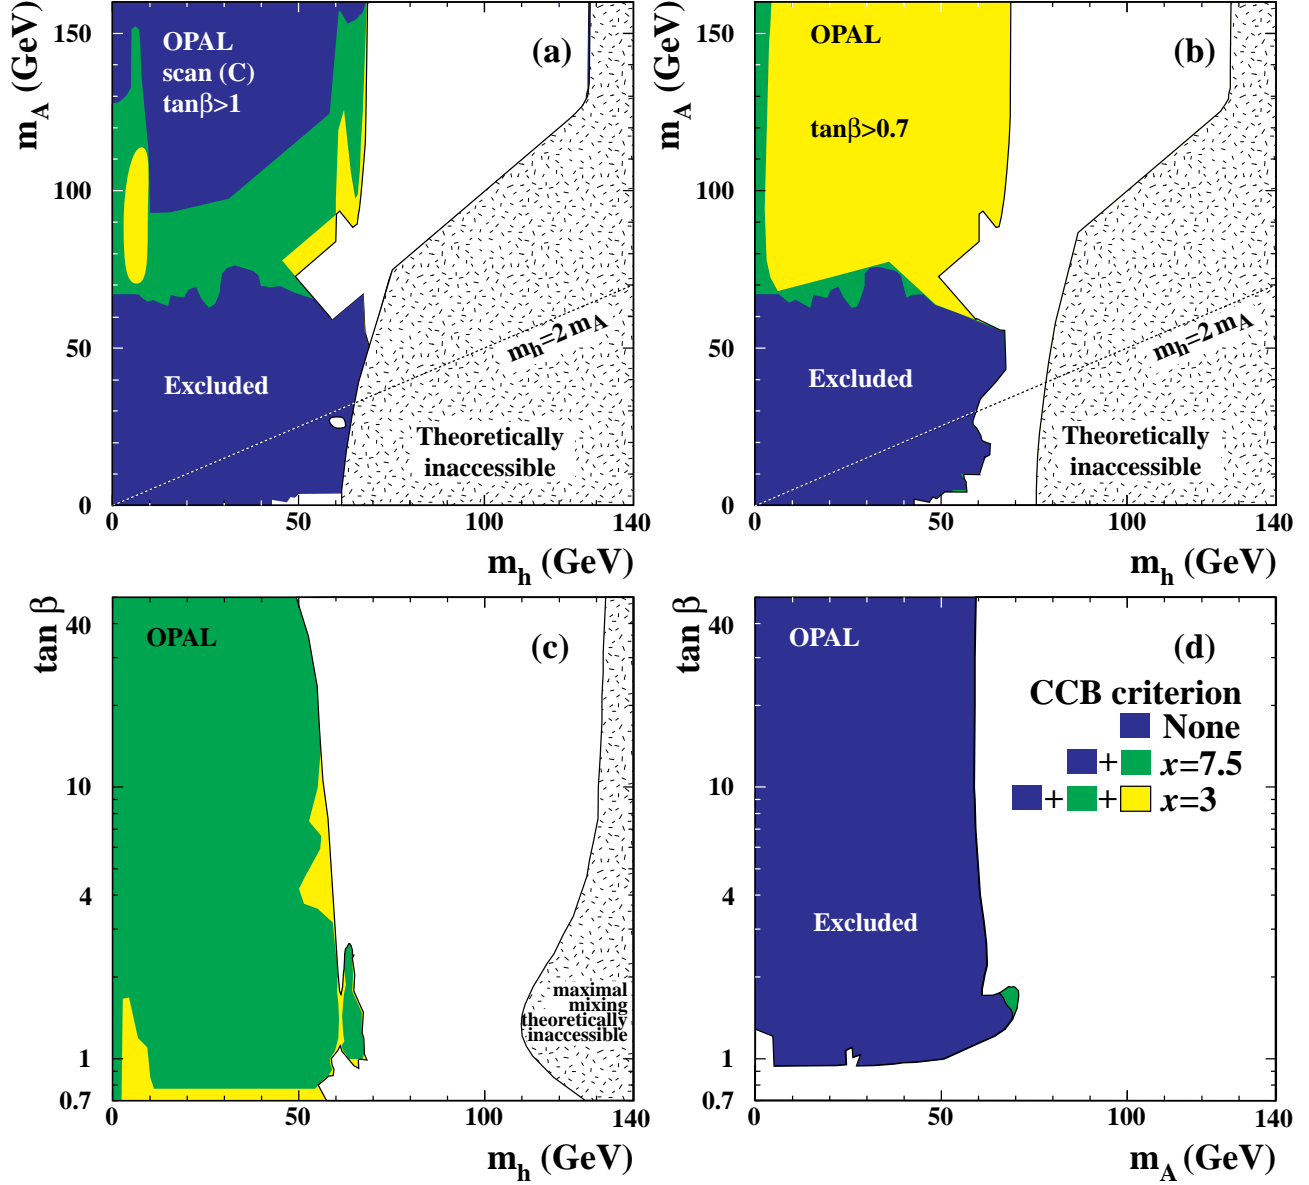 m_A (GeV)
150
100
50
0
OPAL
scan (C)
tanβ>1
(a)
Excluded
m_h=2 m_A
Theoretically
inaccessible
0
50
100
140
m_h (GeV)
m_A (GeV)
150
100
50
0
OPAL
(b)
tanβ>0.7
Excluded
m_h=2 m_A
Theoretically
inaccessible
0
50
100
140
m_h (GeV)
tan β
40
10
4
1
0.7
OPAL
(c)
maximal
mixing
theoretically
inaccessible
0
50
100
140
m_h (GeV)
tan β
40
10
4
1
0.7
OPAL
(d)
CCB criterion
None
+ x=7.5
+ + x=3
Excluded
0
50
100
140
m_A (GeV)